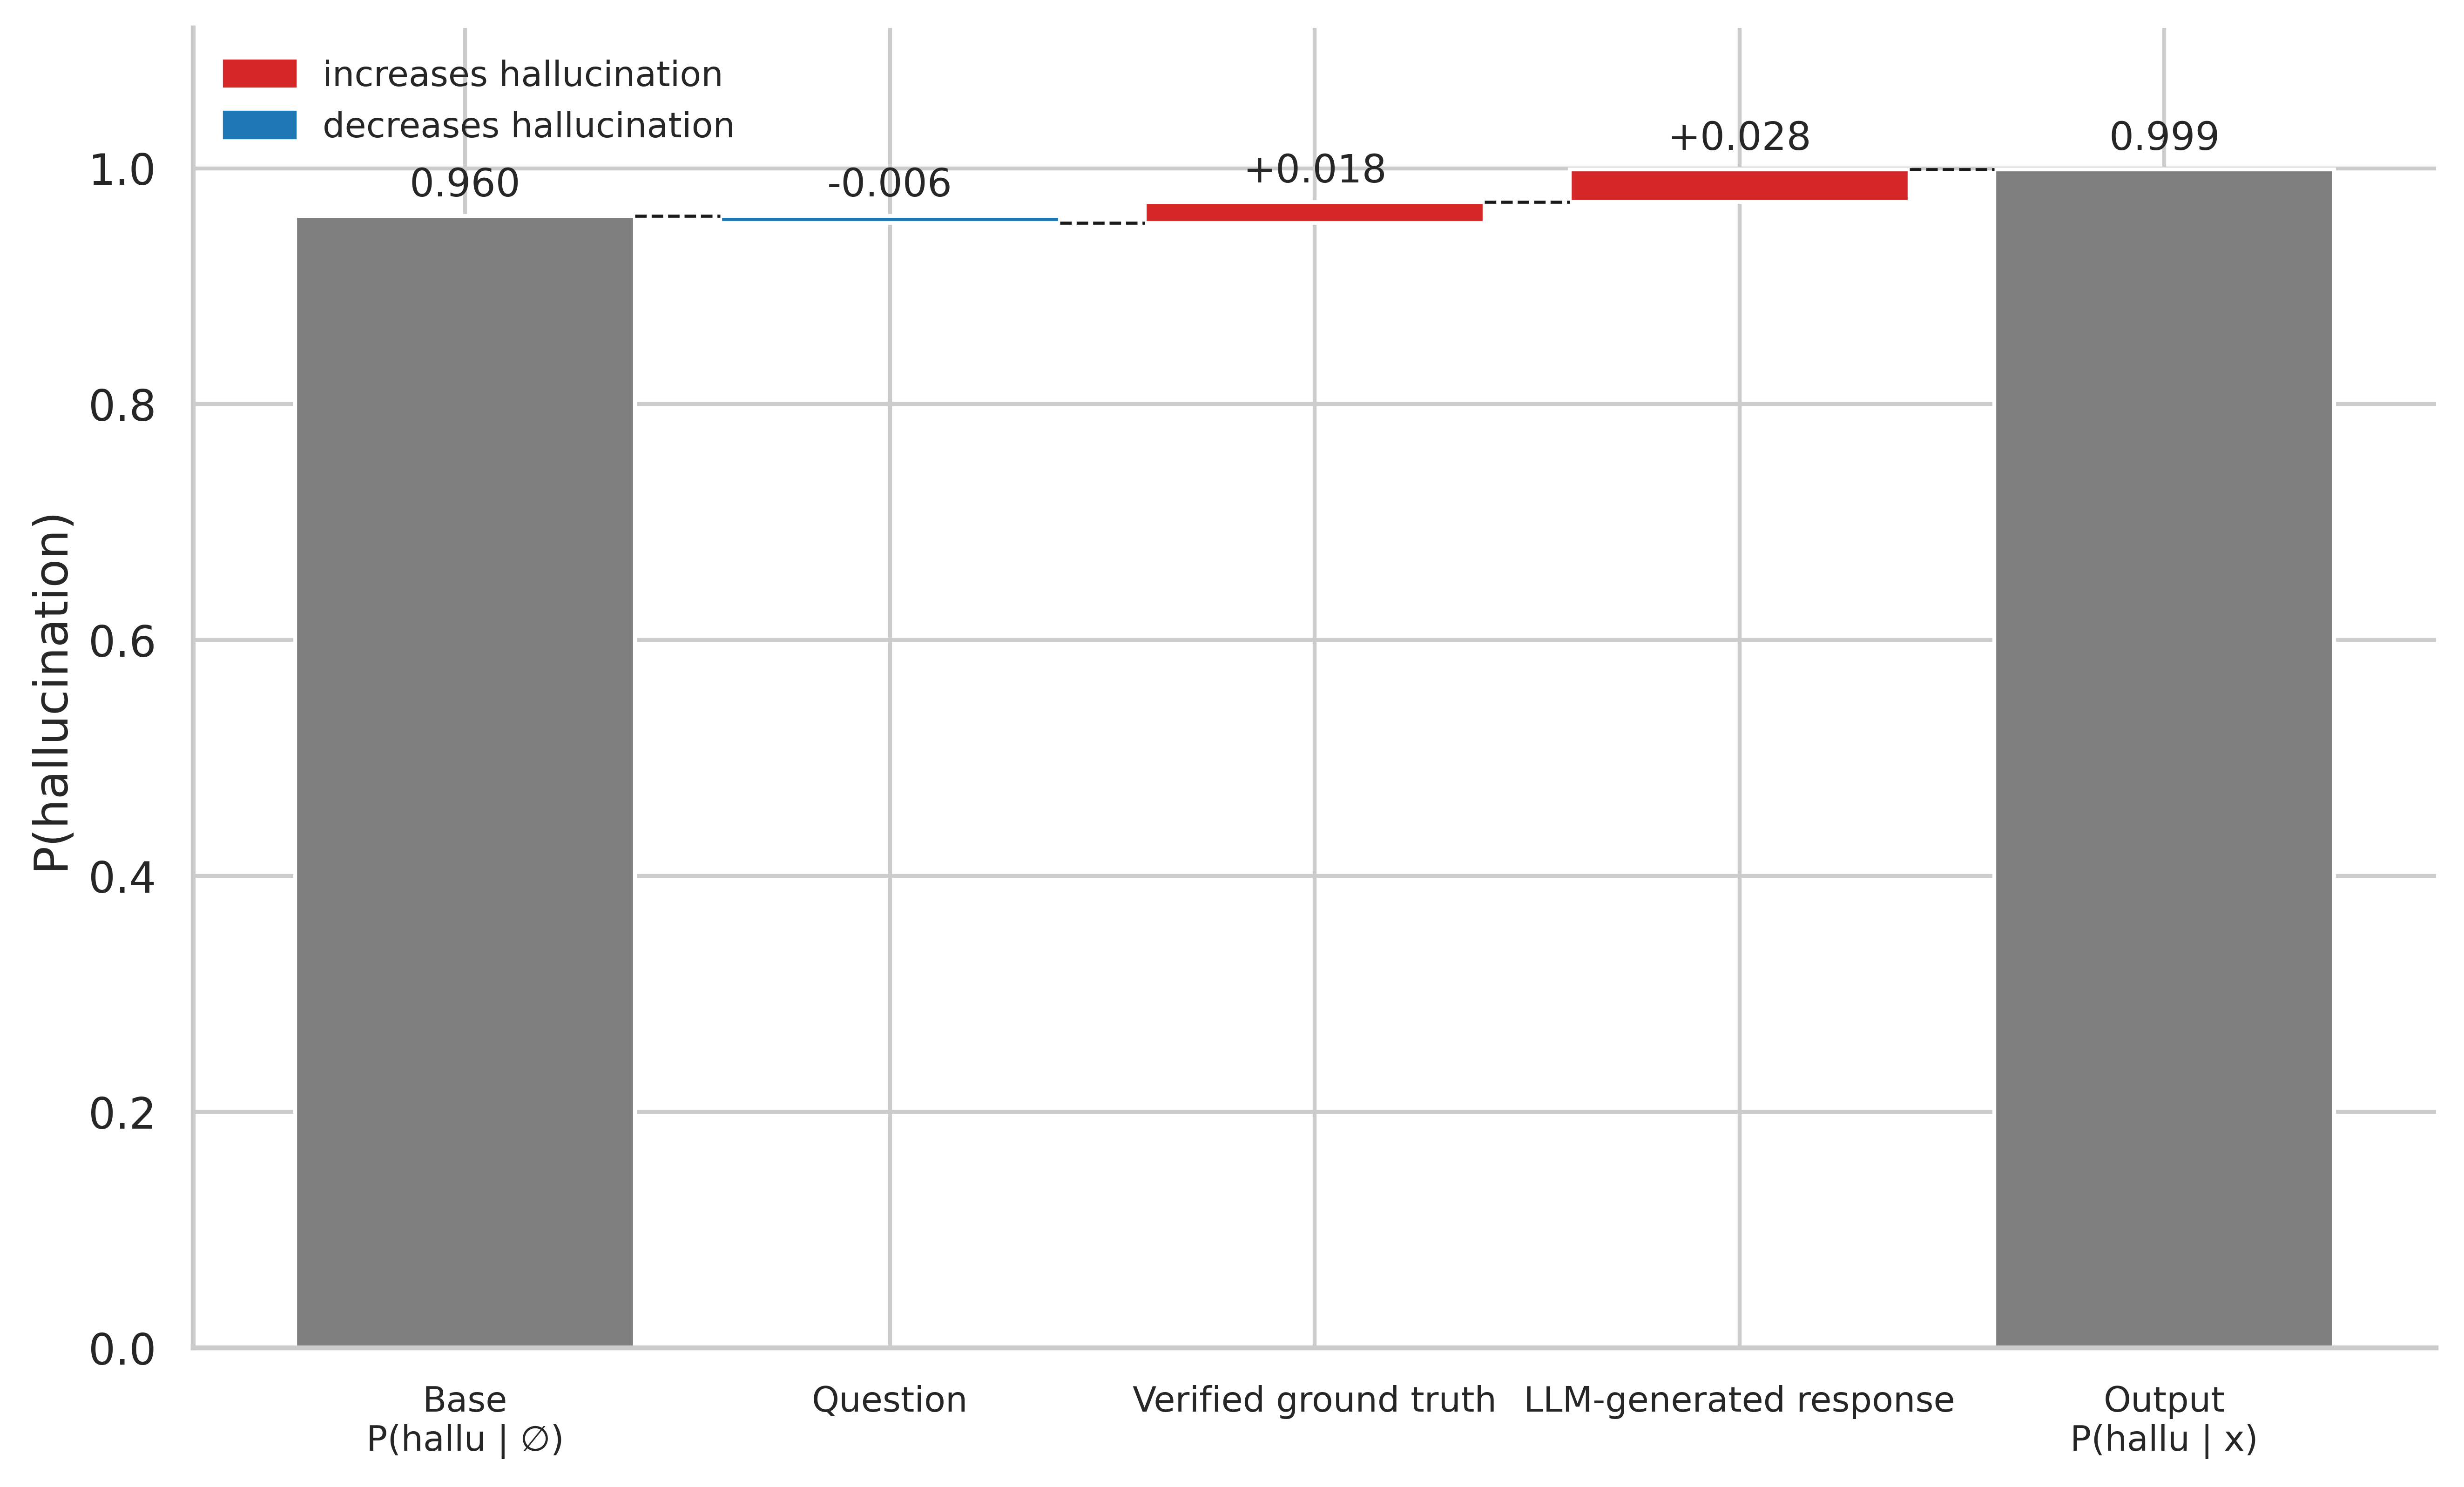 increases hallucination
decreases hallucination
0.960
-0.006
+0.018
+0.028
0.999
P(hallucination)
1.0
0.8
0.6
0.4
0.2
0.0
Base
P(hallu | ∅)
Question
Verified ground truth
LLM-generated response
Output
P(hallu | x)